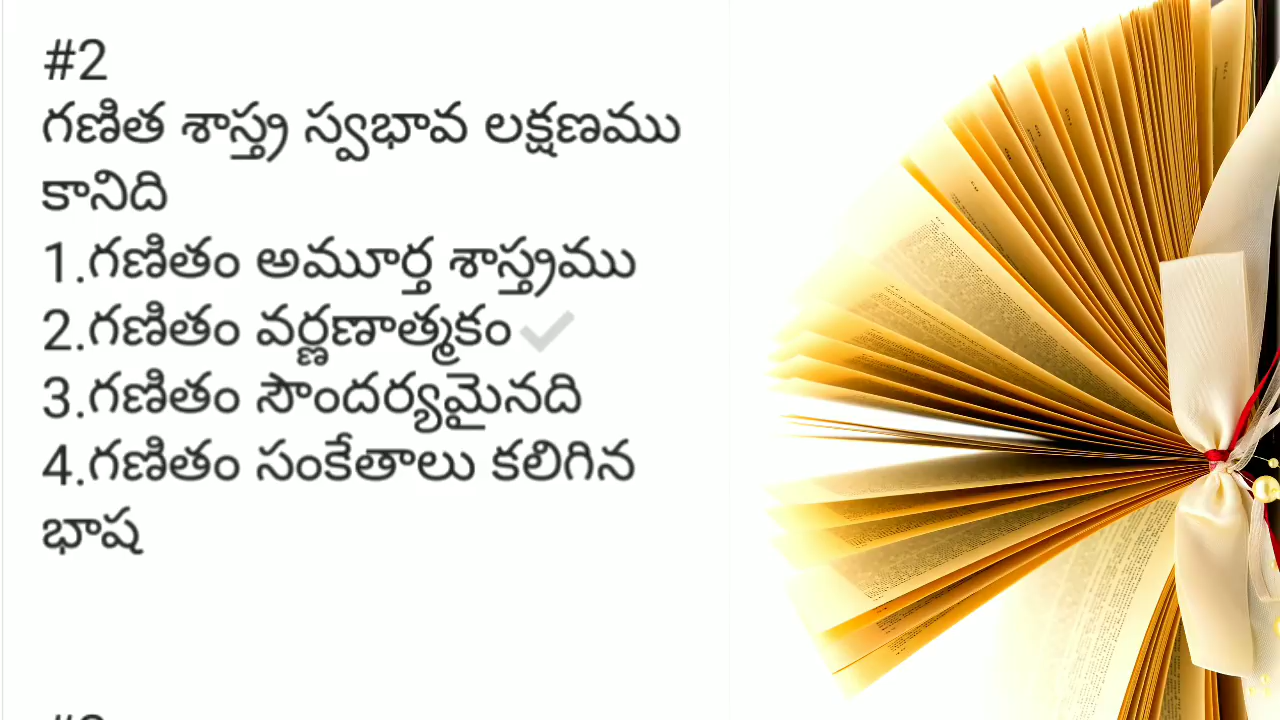 #2
గణిత శాస్త్ర స్వభావ లక్షణము
కానిది
1.గణితం అమూర్త శాస్త్రము
2.గణితం వర్ణణాత్మకం✔
3.గణితం సౌందర్యమైనది
4.గణితం సంకేతాలు కలిగిన
భాష